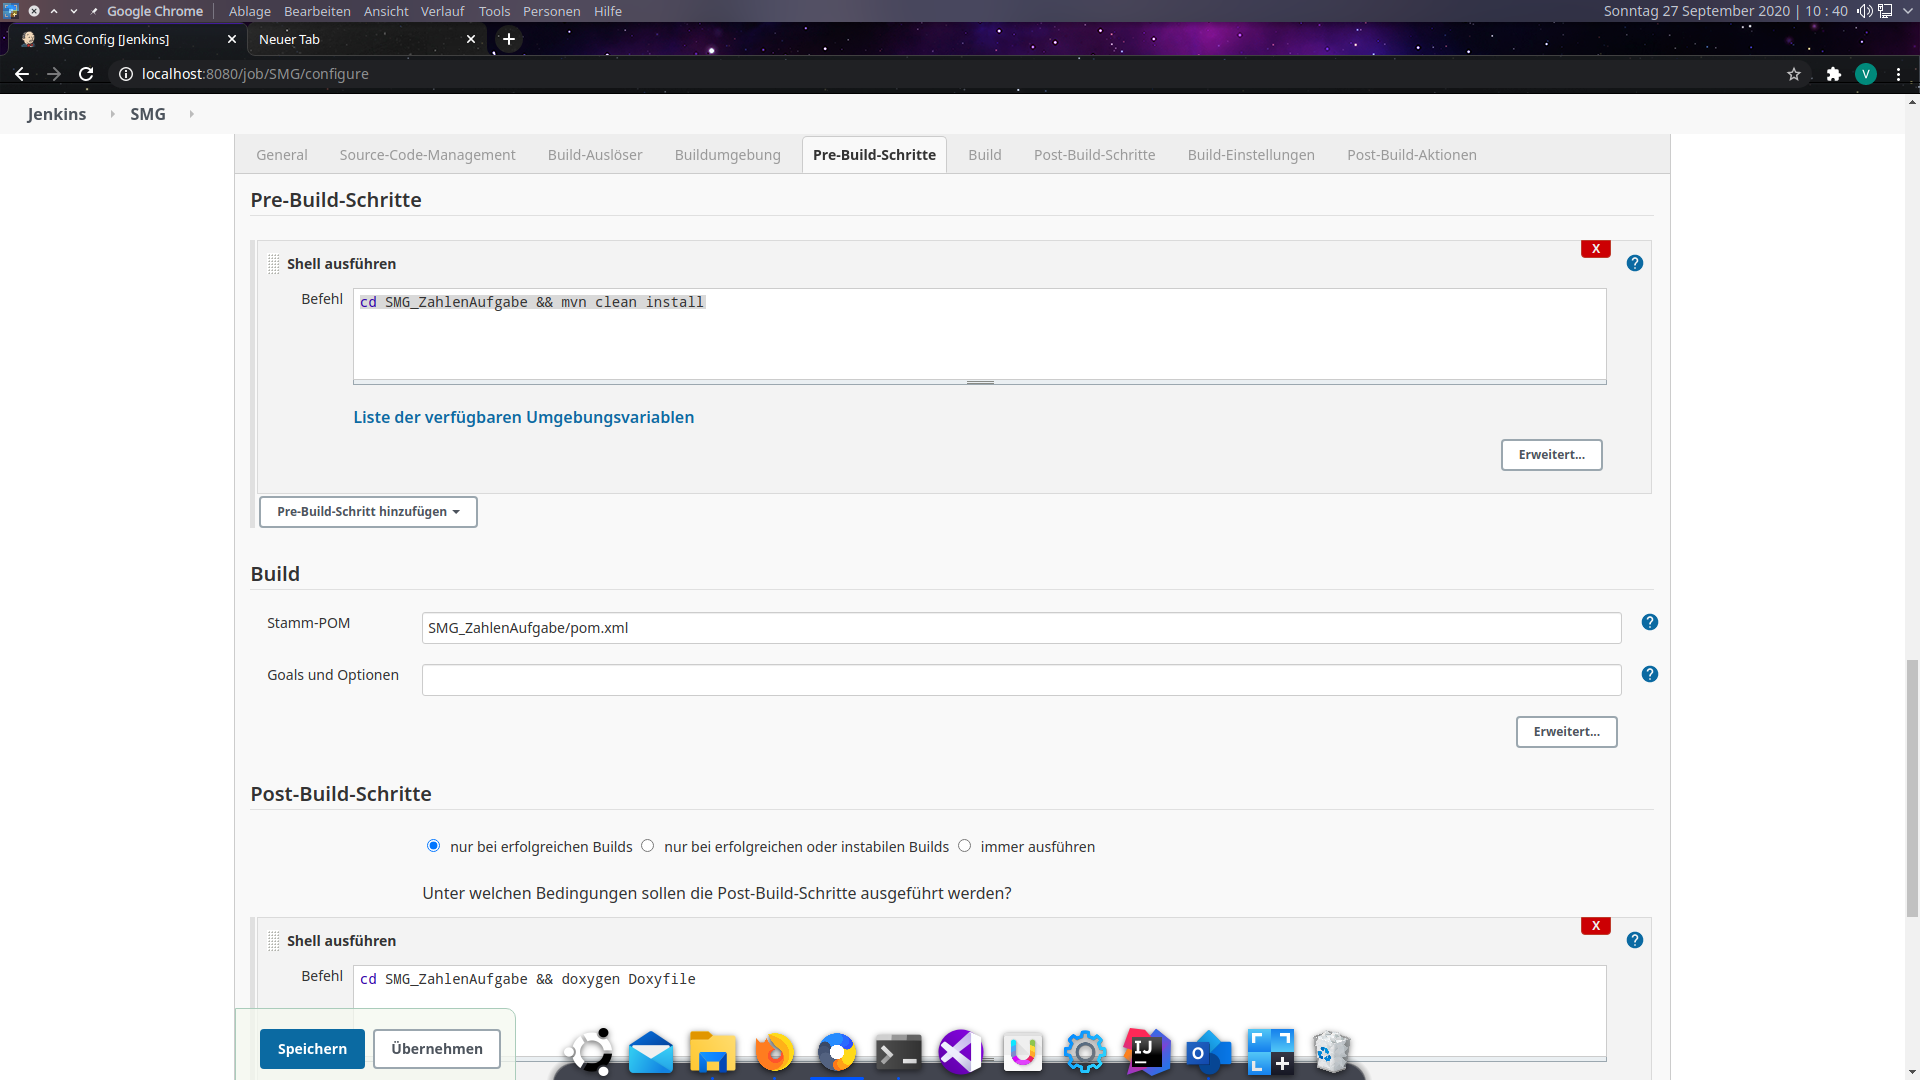 Google Chrome Ablage Bearbeiten Ansicht Verlauf Tools Personen Hilfe Sonntag 27 September 2020 | 10 : 40
SMG Config [Jenkins] Neuer Tab
localhost:8080/job/SMG/configure V
Jenkins SMG
General Source-Code-Management Build-Auslöser Buildumgebung Pre-Build-Schritte Build Post-Build-Schritte Build-Einstellungen Post-Build-Aktionen
Pre-Build-Schritte
X
Shell ausführen ?
Befehl cd SMG_ZahlenAufgabe && mvn clean install
Liste der verfügbaren Umgebungsvariablen
Erweitert...
Pre-Build-Schritt hinzufügen
Build
Stamm-POM SMG_ZahlenAufgabe/pom.xml ?
Goals und Optionen ?
Erweitert...
Post-Build-Schritte
nur bei erfolgreichen Builds nur bei erfolgreichen oder instabilen Builds immer ausführen
Unter welchen Bedingungen sollen die Post-Build-Schritte ausgeführt werden?
X
Shell ausführen ?
Befehl cd SMG_ZahlenAufgabe && doxygen Doxyfile
Speichern Übernehmen